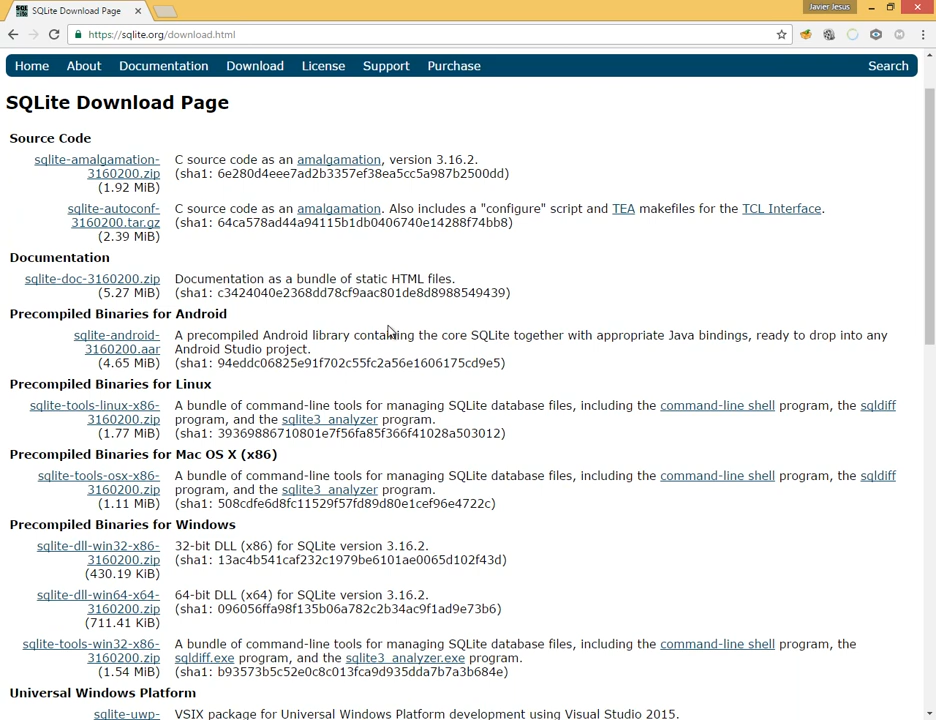 SQLite Download Page
Javier Jesus
https://sqlite.org/download.html
Home About Documentation Download License Support Purchase Search
SQLite Download Page
Source Code
sqlite-amalgamation-3160200.zip (1.92 MiB)
C source code as an amalgamation, version 3.16.2.
(sha1: 6e280d4eee7ad2b3357ef38ea5cc5a987b2500dd)
sqlite-autoconf-3160200.tar.gz (2.39 MiB)
C source code as an amalgamation. Also includes a "configure" script and TEA makefiles for the TCL Interface.
(sha1: 64ca578ad44a94115b1db0406740e14288f74bb8)
Documentation
sqlite-doc-3160200.zip (5.27 MiB)
Documentation as a bundle of static HTML files.
(sha1: c3424040e2368dd78cf9aac801de8d8988549439)
Precompiled Binaries for Android
sqlite-android-3160200.aar (4.65 MiB)
A precompiled Android library containing the core SQLite together with appropriate Java bindings, ready to drop into any
Android Studio project.
(sha1: 94eddc06825e91f702c55fc2a56e1606175cd9e5)
Precompiled Binaries for Linux
sqlite-tools-linux-x86-3160200.zip (1.77 MiB)
A bundle of command-line tools for managing SQLite database files, including the command-line shell program, the sqldiff
program, and the sqlite3_analyzer program.
(sha1: 39369886710801e7f56fa85f366f41028a503012)
Precompiled Binaries for Mac OS X (x86)
sqlite-tools-osx-x86-3160200.zip (1.11 MiB)
A bundle of command-line tools for managing SQLite database files, including the command-line shell program, the sqldiff
program, and the sqlite3_analyzer program.
(sha1: 508cdfe6d8fc11529f57fd89d80e1cef96e4722c)
Precompiled Binaries for Windows
sqlite-dll-win32-x86-3160200.zip (430.19 KiB)
32-bit DLL (x86) for SQLite version 3.16.2.
(sha1: 13ac4b541caf232c1979be6101ae0065d102f43d)
sqlite-dll-win64-x64-3160200.zip (711.41 KiB)
64-bit DLL (x64) for SQLite version 3.16.2.
(sha1: 096056ffa98f135b06a782c2b34ac9f1ad9e73b6)
sqlite-tools-win32-x86-3160200.zip (1.54 MiB)
A bundle of command-line tools for managing SQLite database files, including the command-line shell program, the
sqldiff.exe program, and the sqlite3_analyzer.exe program.
(sha1: b93573b5c52e0c8c013fca9d935dda7b7a3b684e)
Universal Windows Platform
sqlite-uwp-
VSIX package for Universal Windows Platform development using Visual Studio 2015.